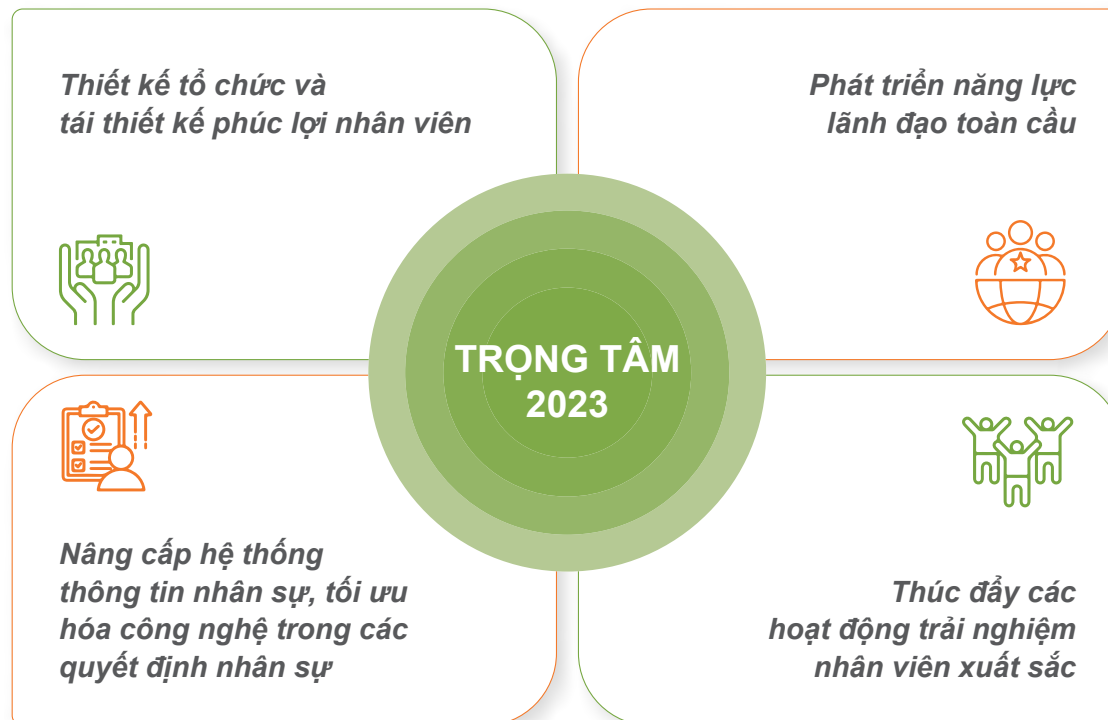 Thiết kế tổ chức và
tái thiết kế phúc lợi nhân viên
Phát triển năng lực
lãnh đạo toàn cầu
TRỌNG TÂM
2023
Nâng cấp hệ thống
thông tin nhân sự, tối ưu
hóa công nghệ trong các
quyết định nhân sự
Thúc đẩy các
hoạt động trải nghiệm
nhân viên xuất sắc